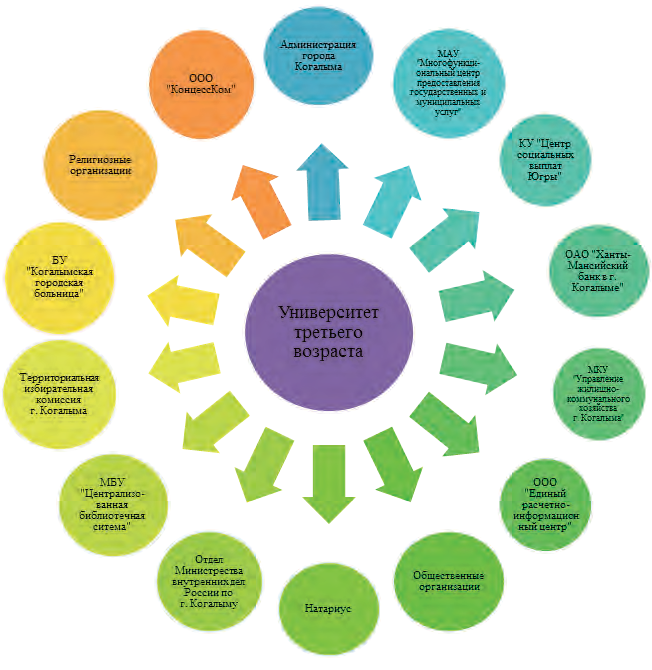 Администрация
города
Когалыма
МАУ
"Многофункци-
ональный центр
предоставления
государственных и
муниципальных
услуг"
КУ "Центр
социальных
выплат
Югры"
ОАО "Ханты-
Мансийский
банк в г.
Когалыме"
МКУ
"Управление
жилищно-
коммунального
хозяйства
г. Когалыма"
ООО
"Единый
расчетно-
информацион
ный центр"
Общественные
организации
Натариус
Отдел
Министрества
внутренних дел
России по
г. Когалыму
МБУ
"Централизо-
ванная
библиотечная
ситема"
Территориальная
избирательная
комиссия
г. Когалыма
БУ
"Когалымская
городская
больница"
Религиозные
организации
ООО
"КонцессКом"
Университет
третьего
возраста